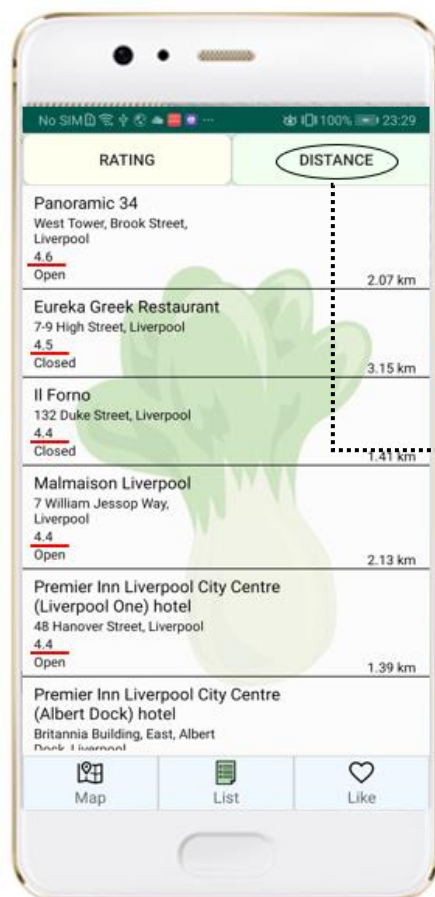 No SIM ... 100% 23:29
RATING DISTANCE
Panoramic 34
West Tower, Brook Street,
Liverpool
4.6
Open 2.07 km
Eureka Greek Restaurant
7-9 High Street, Liverpool
4.5
Closed 3.15 km
Il Forno
132 Duke Street, Liverpool
4.4
Closed 1.41 km
Malmaison Liverpool
7 William Jessop Way,
Liverpool
4.4
Open 2.13 km
Premier Inn Liverpool City Centre
(Liverpool One) hotel
48 Hanover Street, Liverpool
4.4
Open 1.39 km
Premier Inn Liverpool City Centre
(Albert Dock) hotel
Britannia Building, East, Albert
Dock, Liverpool
Map List Like